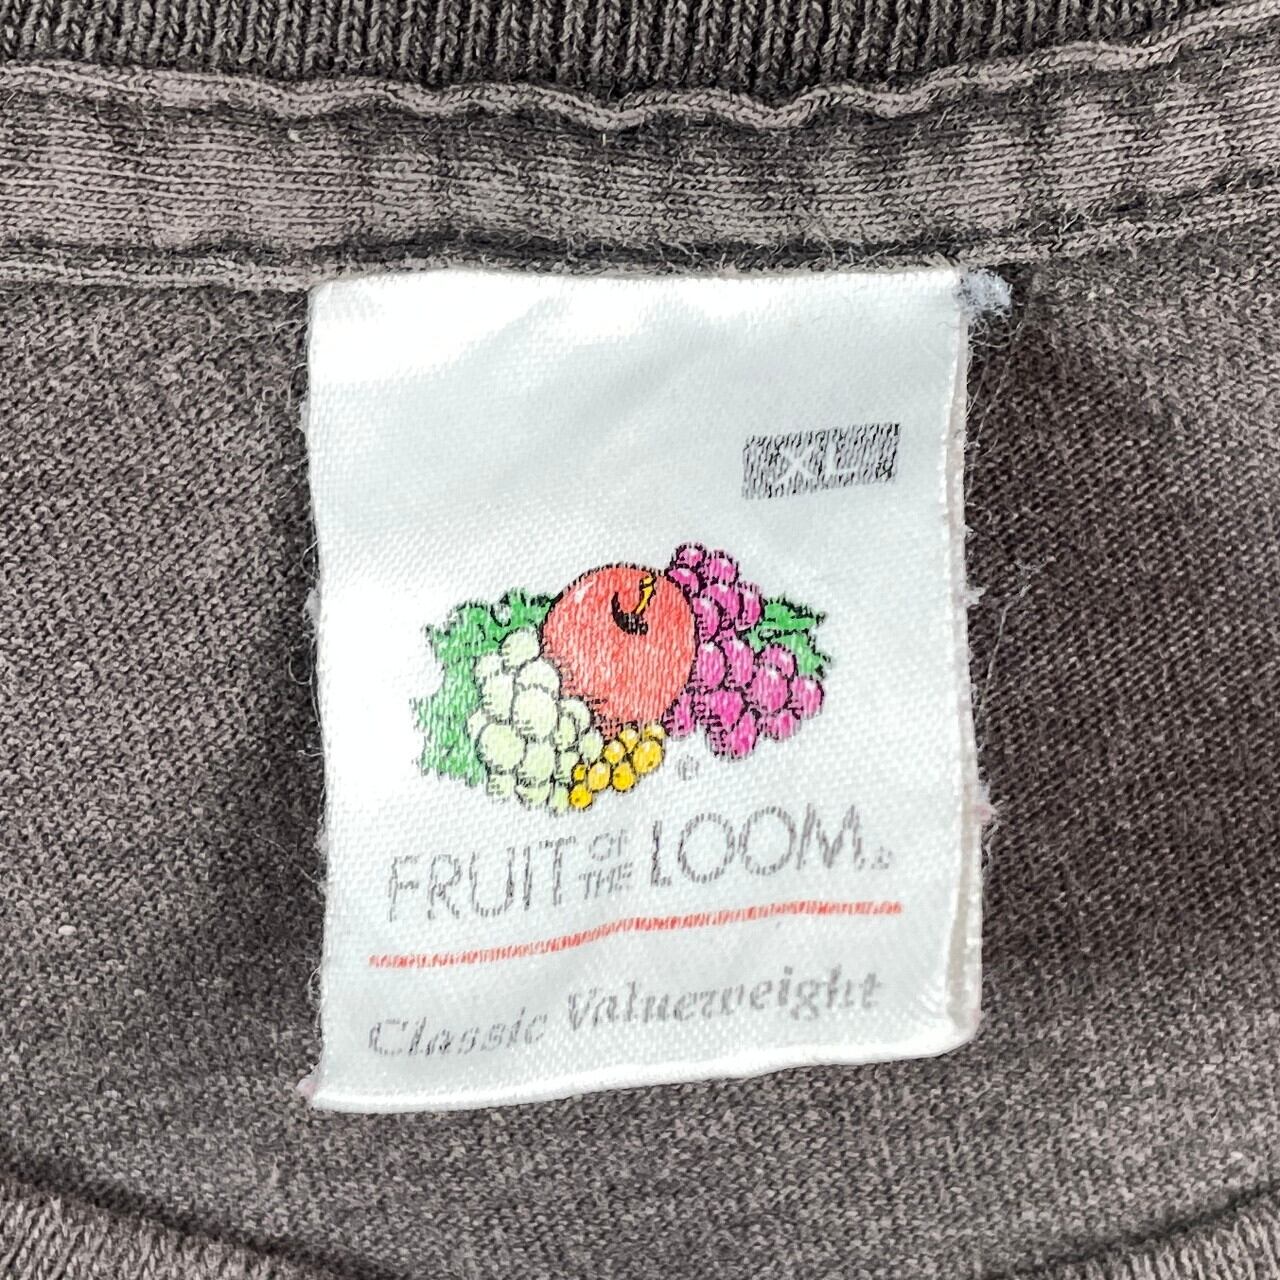 XL
®
FRUIT OF THE LOOM®
Classic Valueweight